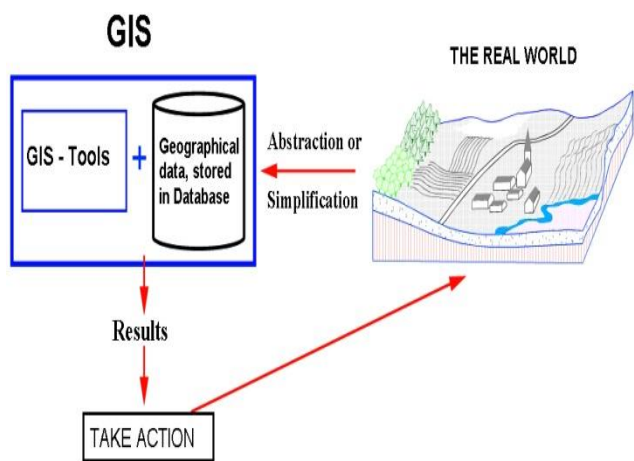 GIS
THE REAL WORLD
GIS - Tools
+
Geographical
data, stored
in Database
Abstraction or
Simplification
Results
TAKE ACTION